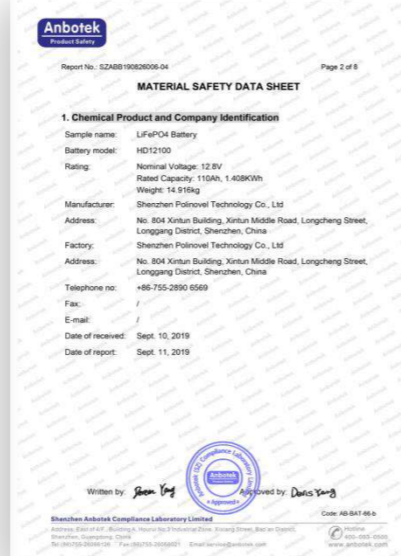 Anbotek
Product Safety
Report No.: SZABB190826006-04 Page 2 of 6
MATERIAL SAFETY DATA SHEET
1. Chemical Product and Company Identification
Sample name: LiFePO4 Battery
Battery model: HD12100
Rating: Nominal Voltage: 12.8V
Rated Capacity: 110Ah, 1.408KWh
Weight: 14.916kg
Manufacturer: Shenzhen Polinovel Technology Co., Ltd
Address: No. 804 Xintun Building, Xintun Middle Road, Longcheng Street,
Longgang District, Shenzhen, China
Factory: Shenzhen Polinovel Technology Co., Ltd
Address: No. 804 Xintun Building, Xintun Middle Road, Longcheng Street,
Longgang District, Shenzhen, China
Telephone no: +86-755-2890 6569
Fax: /
E-mail: /
Date of received: Sept. 10, 2019
Date of report: Sept. 11, 2019
Anbotek
Approved
Written by: Approved by:
Code: AB-BAT-66-b
Shenzhen Anbotek Compliance Laboratory Limited
Hotline
400-003-0500
www.anbotek.com